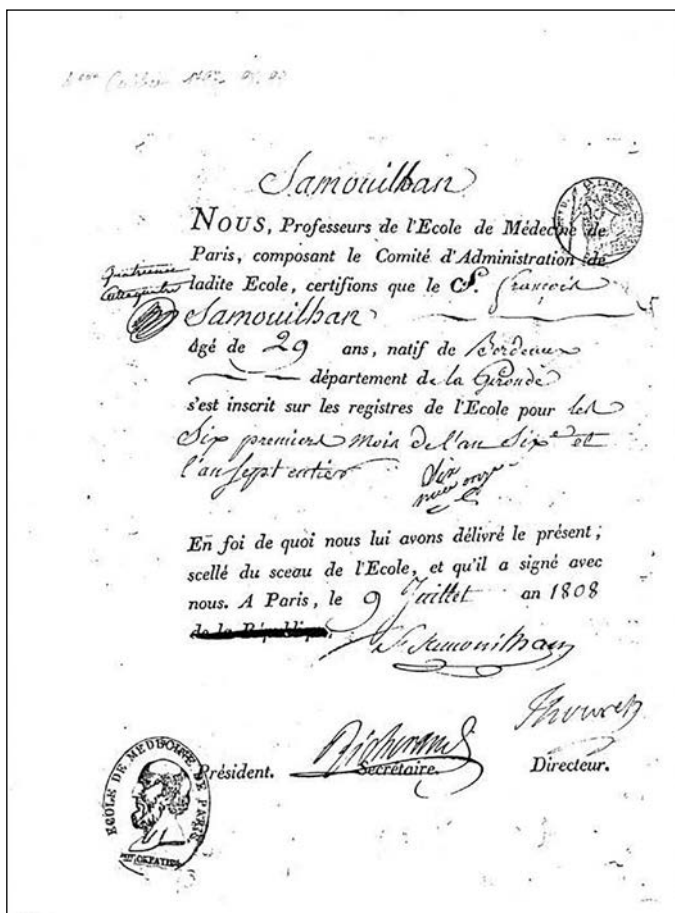 Samouilhan
NOUS, Professeurs de l'Ecole de Médecine de
Paris, composant le Comité d'Administration de
ladite Ecole, certifions que le C. S. françois
Samouilhan
âgé de 29 ans, natif de Bordeaux
département de la Gironde
s'est inscrit sur les registres de l'Ecole pour les
Six premiers mois de l'an Six et
l'an Sept entier
En foi de quoi nous lui avons délivré le présent ;
scellé du sceau de l'Ecole, et qu'il a signé avec
nous. A Paris, le 9 Juillet an 1808
de la République.
Samouilhan
Richerand
Thouret
Président. Secrétaire. Directeur.
ECOLE DE MEDECINE DE PARIS